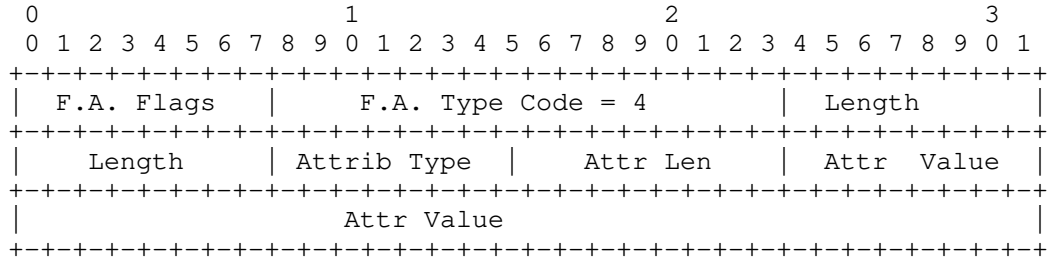 0                   1                   2                   3
0 1 2 3 4 5 6 7 8 9 0 1 2 3 4 5 6 7 8 9 0 1 2 3 4 5 6 7 8 9 0 1
+-+-+-+-+-+-+-+-+-+-+-+-+-+-+-+-+-+-+-+-+-+-+-+-+-+-+-+-+-+-+-+-+
|  F.A. Flags   |     F.A. Type Code = 4        |  Length       |
+-+-+-+-+-+-+-+-+-+-+-+-+-+-+-+-+-+-+-+-+-+-+-+-+-+-+-+-+-+-+-+-+
|    Length     | Attrib Type  |    Attr Len    |  Attr  Value  |
+-+-+-+-+-+-+-+-+-+-+-+-+-+-+-+-+-+-+-+-+-+-+-+-+-+-+-+-+-+-+-+-+
|                    Attr Value                                 |
+-+-+-+-+-+-+-+-+-+-+-+-+-+-+-+-+-+-+-+-+-+-+-+-+-+-+-+-+-+-+-+-+